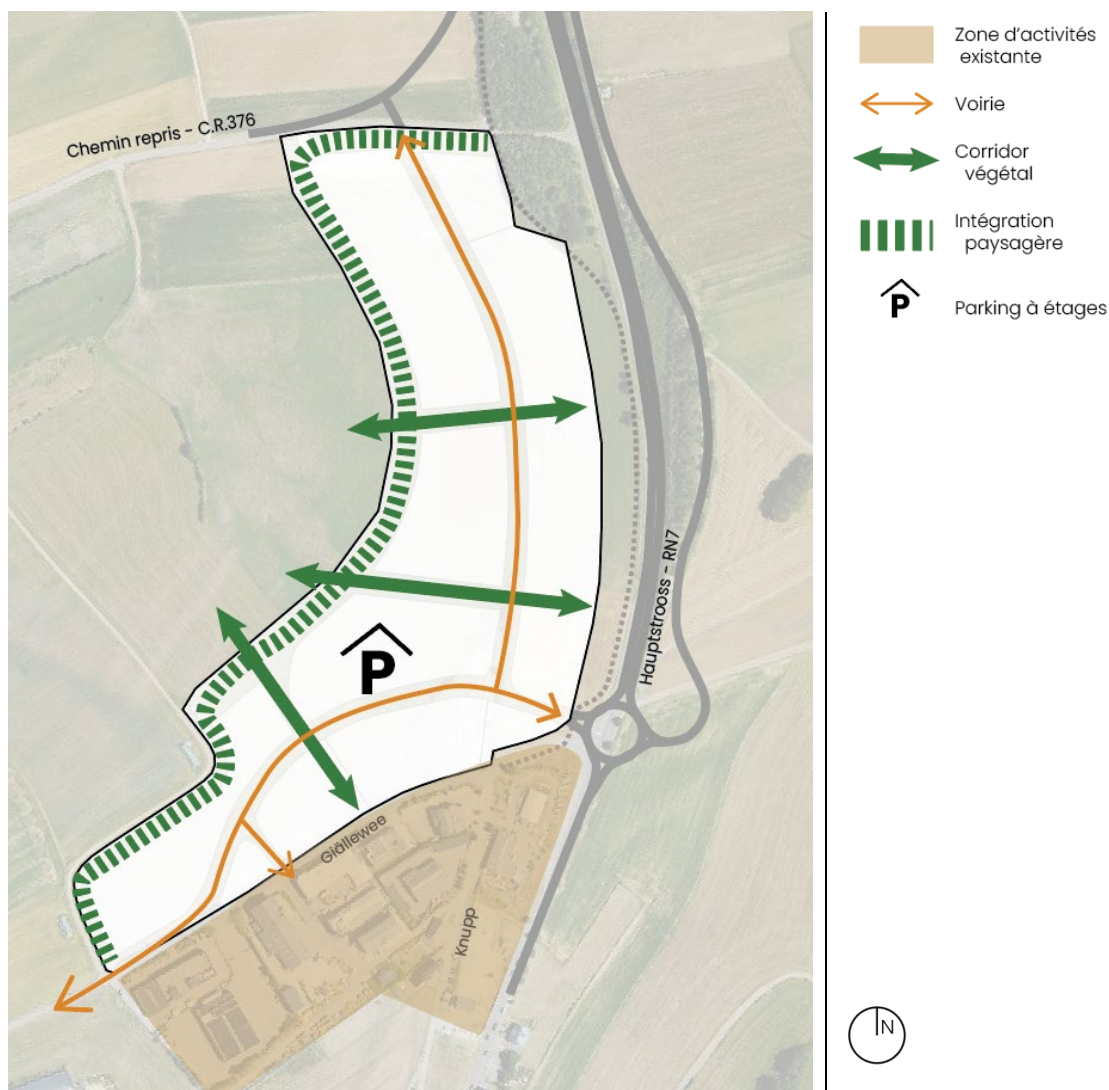 Chemin repris - C.R.376
Hauptstrooss - RN7
P
Giällewee
Knupp
Zone d'activités
existante
Voirie
Corridor
végétal
Intégration
paysagère
P
Parking à étages
N